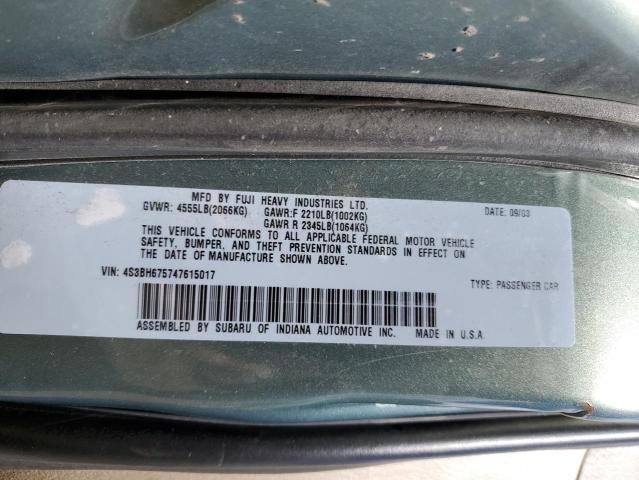 MFD BY FUJI HEAVY INDUSTRIES LTD. DATE: 09/03
GVWR: 4555LB(2066KG) GAWR:F 2210LB(1002KG)
GAWR R 2345LB(1064KG)
THIS VEHICLE CONFORMS TO ALL APPLICABLE FEDERAL MOTOR VEHICLE
SAFETY, BUMPER, AND THEFT PREVENTION STANDARDS IN EFFECT ON
THE DATE OF MANUFACTURE SHOWN ABOVE.
VIN: 4S3BH675747615017 TYPE: PASSENGER CAR
ASSEMBLED BY SUBARU OF INDIANA AUTOMOTIVE INC. MADE IN U.S.A.